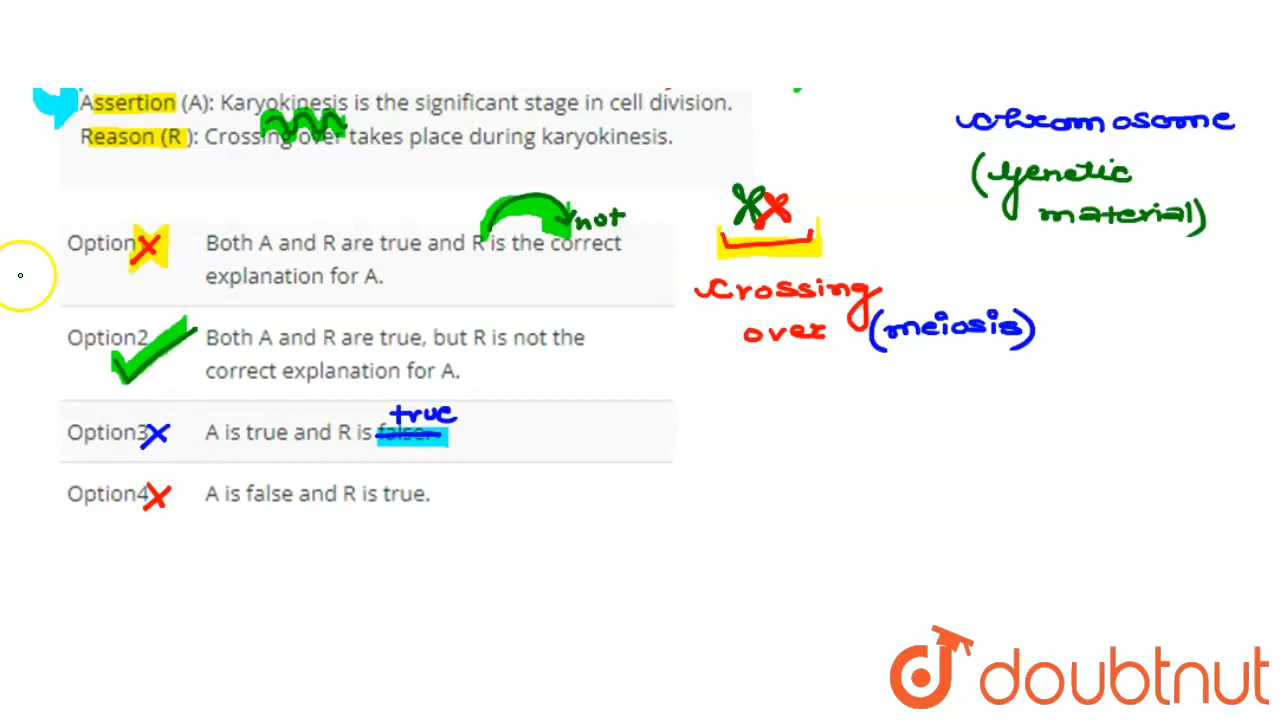 Assertion (A): Karyokinesis is the significant stage in cell division.
Reason (R ): Crossing over takes place during karyokinesis.
chromosome
(genetic
material)
not
Option Both A and R are true and R is the correct
explanation for A.
crossing
over (meiosis)
Option2 Both A and R are true, but R is not the
correct explanation for A.
true
Option3 A is true and R is false.
Option4 A is false and R is true.
doubtnut